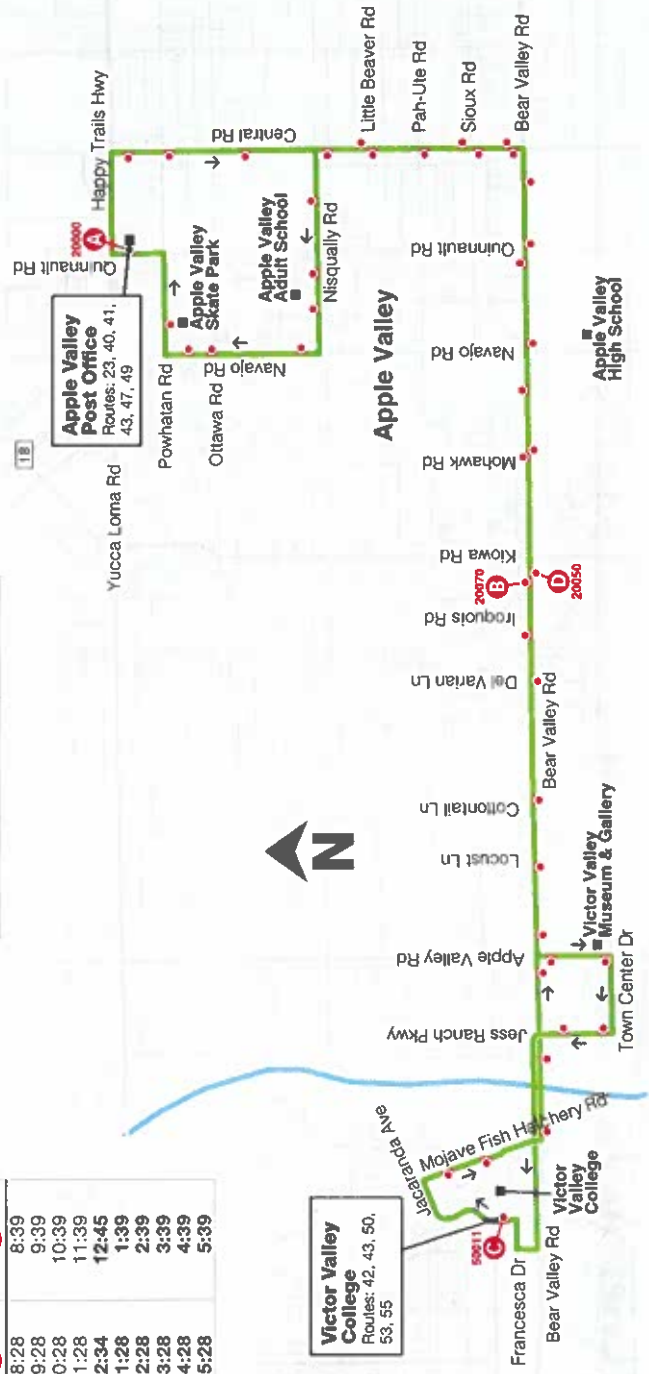 8:28 8:39
9:28 9:39
0:28 10:39
1:28 11:39
2:34 12:45
1:28 1:39
2:28 2:39
3:28 3:39
4:28 4:39
5:28 5:39
18
Happy Trails Hwy
Central Rd
Quinnault Rd
20600
A
Apple Valley
Post Office
Routes: 23, 40, 41,
43, 47, 49
Yucca Loma Rd
Powhatan Rd
Ottawa Rd
Navajo Rd
Apple Valley
Skate Park
Apple Valley
Adult School
Nisqually Rd
Little Beaver Rd
Pah-Ute Rd
Sioux Rd
Bear Valley Rd
Apple Valley
Quinnault Rd
Navajo Rd
Mohawk Rd
Kiowa Rd
Iroquois Rd
Del Varian Ln
Cottontail Ln
Locust Ln
Apple Valley Rd
Jess Ranch Pkwy
20070
B
D
20050
Apple Valley
High School
Bear Valley Rd
N
Victor Valley
Museum & Gallery
Town Center Dr
Jacaranda Ave
Mojave Fish Hatchery Rd
Victor Valley
College
Routes: 42, 43, 50,
53, 55
50011
C
Victor
Valley
College
Francesca Dr
Bear Valley Rd